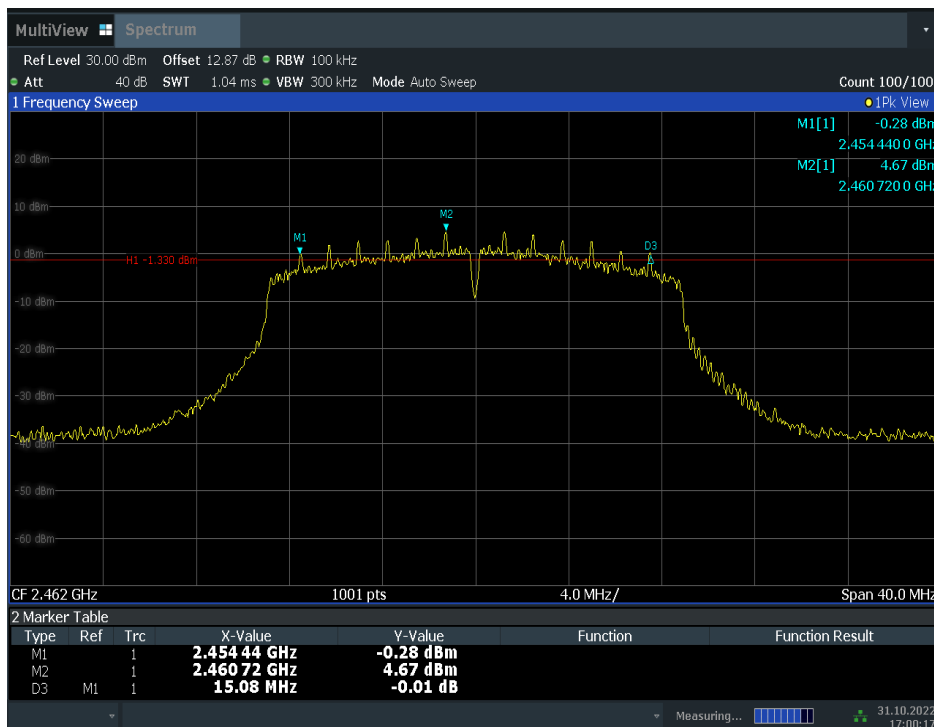 MultiView Spectrum
Ref Level 30.00 dBm Offset 12.87 dB RBW 100 kHz
Att 40 dB SWT 1.04 ms VBW 300 kHz Mode Auto Sweep Count 100/100
1 Frequency Sweep 1Pk View
M1[1] -0.28 dBm
2.454 440 0 GHz
20 dBm
M2[1] 4.67 dBm
2.460 720 0 GHz
10 dBm
M2
M1
D3
0 dBm
H1 -1.330 dBm
-10 dBm
-20 dBm
-30 dBm
-40 dBm
-50 dBm
-60 dBm
CF 2.462 GHz 1001 pts 4.0 MHz/ Span 40.0 MHz
2 Marker Table
Type Ref Trc X-Value Y-Value Function Function Result
M1 1 2.454 44 GHz -0.28 dBm
M2 1 2.460 72 GHz 4.67 dBm
D3 M1 1 15.08 MHz -0.01 dB
Measuring... 31.10.2022
17:00:17